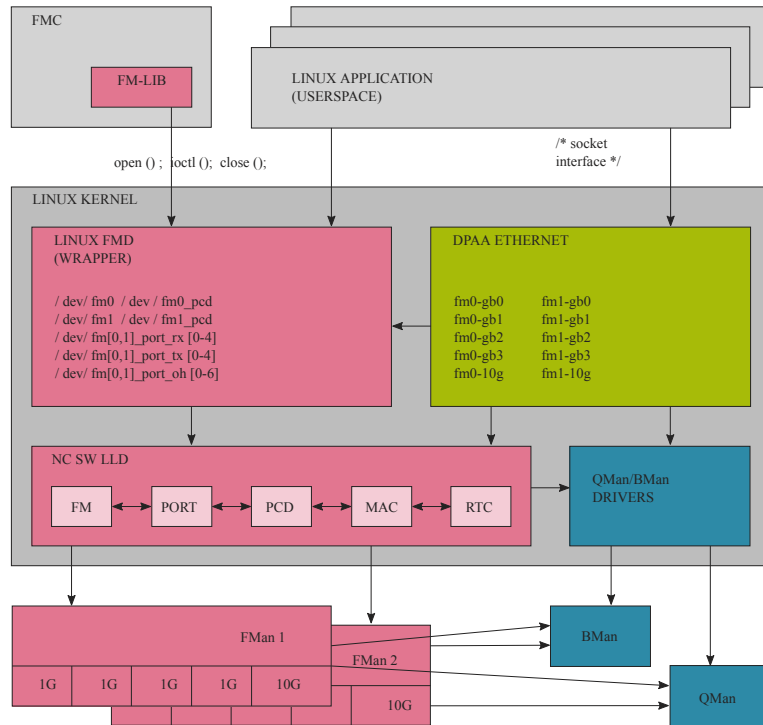 FMC
FM-LIB
LINUX APPLICATION
(USERSPACE)
open () ; ioctl (); close ();
/* socket
interface */
LINUX KERNEL
LINUX FMD
(WRAPPER)
/ dev/ fm0 / dev / fm0_pcd
/ dev/ fm1 / dev/ fm1_pcd
/ dev/ fm[0,1]_port_rx [0-4]
/ dev/ fm[0,1]_port_tx [0-4]
/ dev/ fm[0,1]_port_oh [0-6]
DPAA ETHERNET
fm0-gb0 fm1-gb0
fm0-gb1 fm1-gb1
fm0-gb2 fm1-gb2
fm0-gb3 fm1-gb3
fm0-10g fm1-10g
NC SW LLD
FM PORT PCD MAC RTC
QMan/BMan
DRIVERS
FMan 1
1G 1G 1G 1G 10G
FMan 2
10G
BMan
QMan